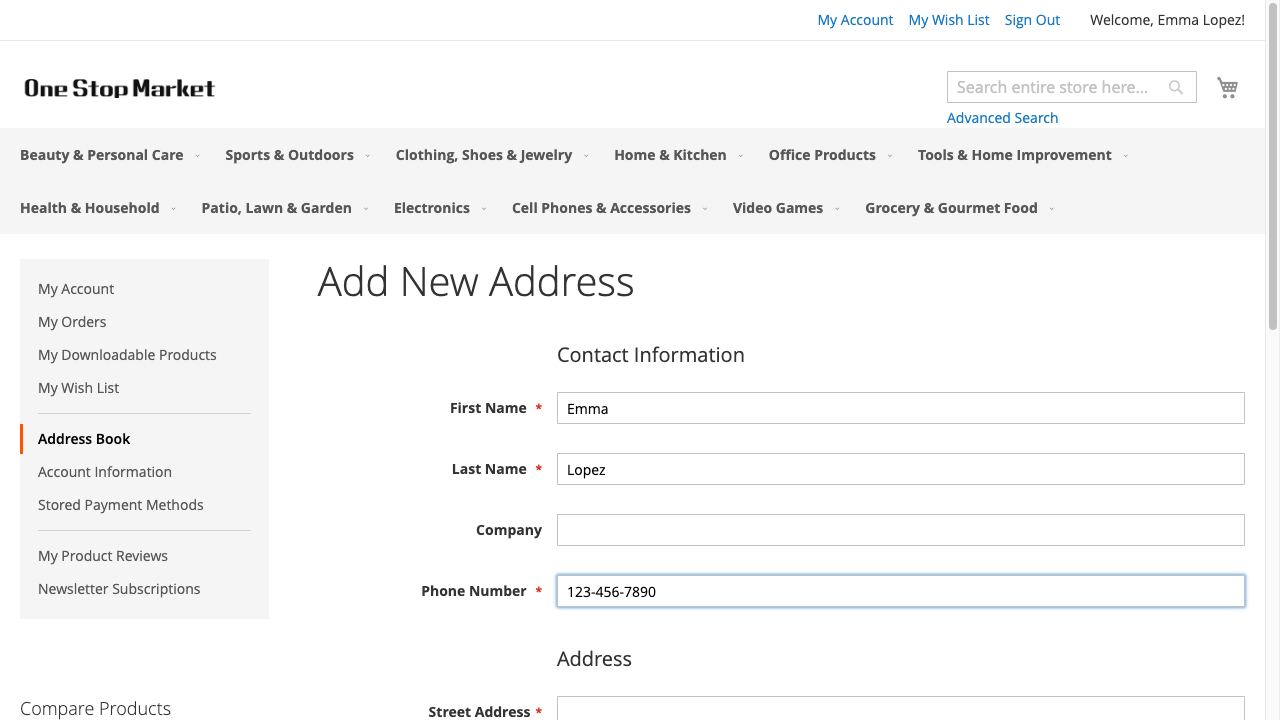 My Account My Wish List Sign Out Welcome, Emma Lopez!
One Stop Market
Search entire store here...
Advanced Search
Beauty & Personal Care Sports & Outdoors Clothing, Shoes & Jewelry Home & Kitchen Office Products Tools & Home Improvement
Health & Household Patio, Lawn & Garden Electronics Cell Phones & Accessories Video Games Grocery & Gourmet Food
My Account
My Orders
My Downloadable Products
My Wish List
Address Book
Account Information
Stored Payment Methods
My Product Reviews
Newsletter Subscriptions
Compare Products
Add New Address
Contact Information
First Name * Emma
Last Name * Lopez
Company
Phone Number * 123-456-7890
Address
Street Address *